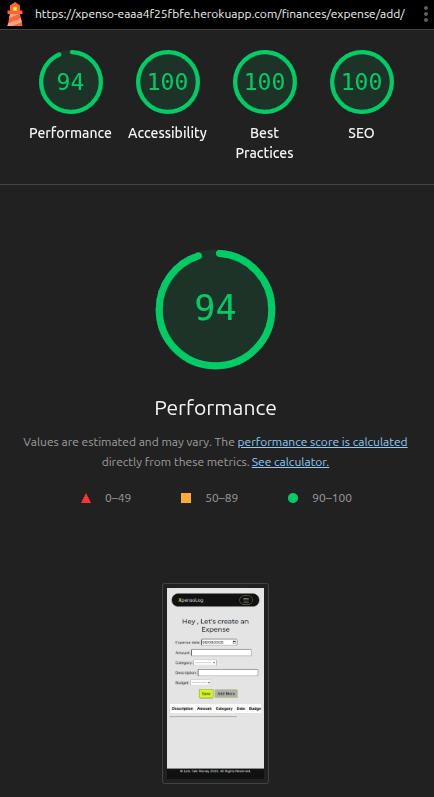 https://xpenso-eaaa4f25fbfe.herokuapp.com/finances/expense/add/
94
100
100
100
Performance
Accessibility
Best
Practices
SEO
94
Performance
Values are estimated and may vary. The performance score is calculated
directly from these metrics. See calculator.
0–49
50–89
90–100
XpensoLog
Hey , Let's create an
Expense
Expense date:
Amount:
Category:
Description:
Budget:
Save
Add More
Description Amount Category Date Budge